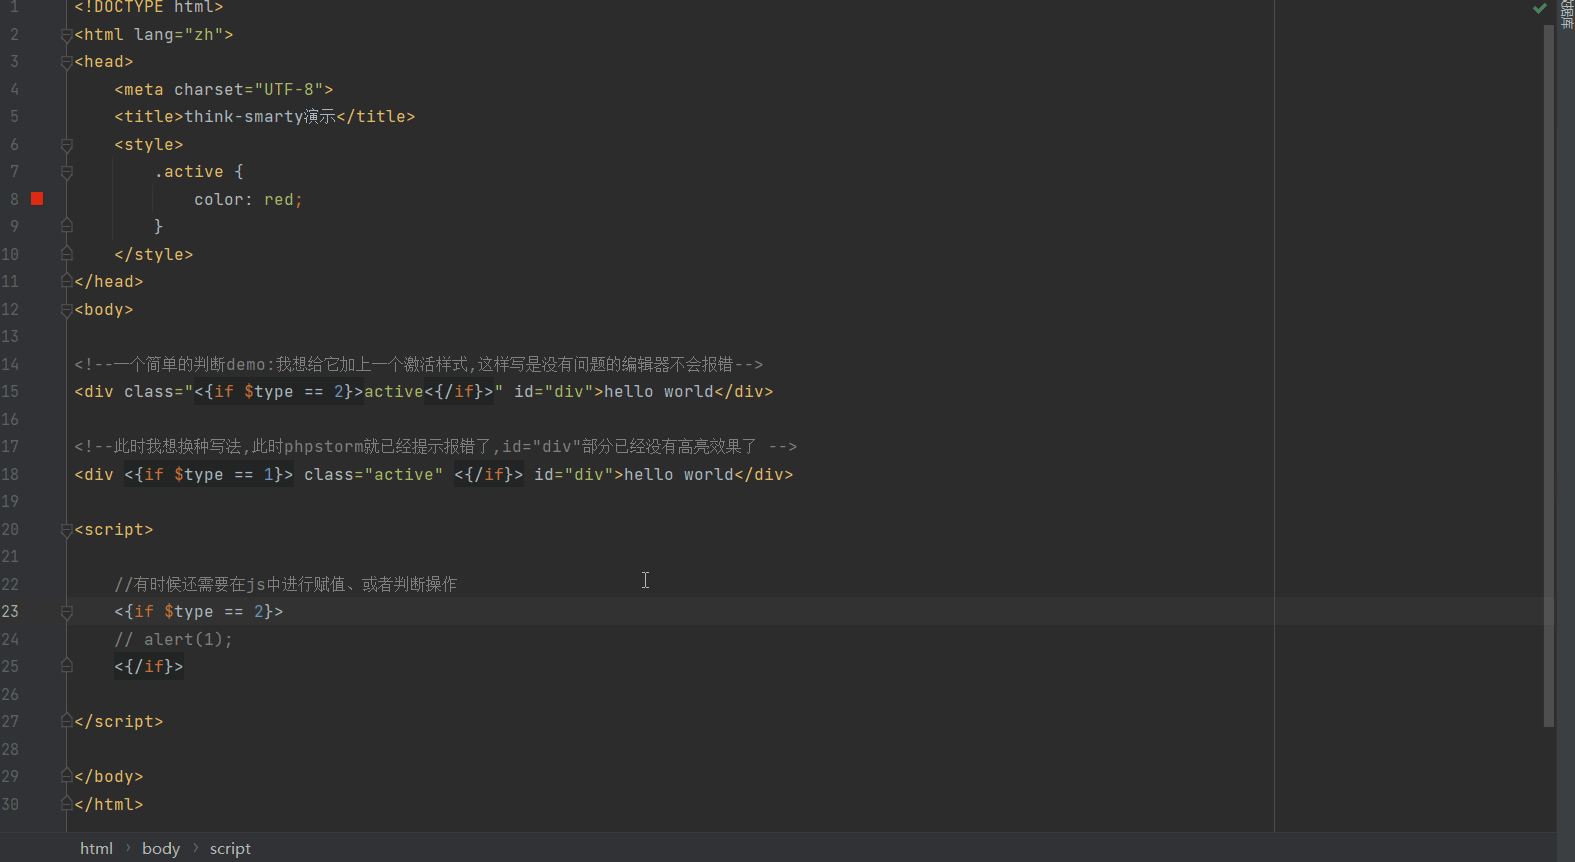 1 <!DOCTYPE html>
2 <html lang="zh">
3 <head>
4     <meta charset="UTF-8">
5     <title>think-smarty演示</title>
6     <style>
7         .active {
8             color: red;
9         }
10     </style>
11 </head>
12 <body>
13
14 <!--一个简单的判断demo:我想给它加上一个激活样式,这样写是没有问题的编辑器不会报错-->
15 <div class="<{if $type == 2}>active<{/if}>" id="div">hello world</div>
16
17 <!--此时我想换种写法,此时phpstorm就已经提示报错了,id="div"部分已经没有高亮效果了 -->
18 <div <{if $type == 1}> class="active" <{/if}> id="div">hello world</div>
19
20 <script>
21
22     //有时候还需要在js中进行赋值、或者判断操作
23     <{if $type == 2}>
24     // alert(1);
25     <{/if}>
26
27 </script>
28
29 </body>
30 </html>
html › body › script